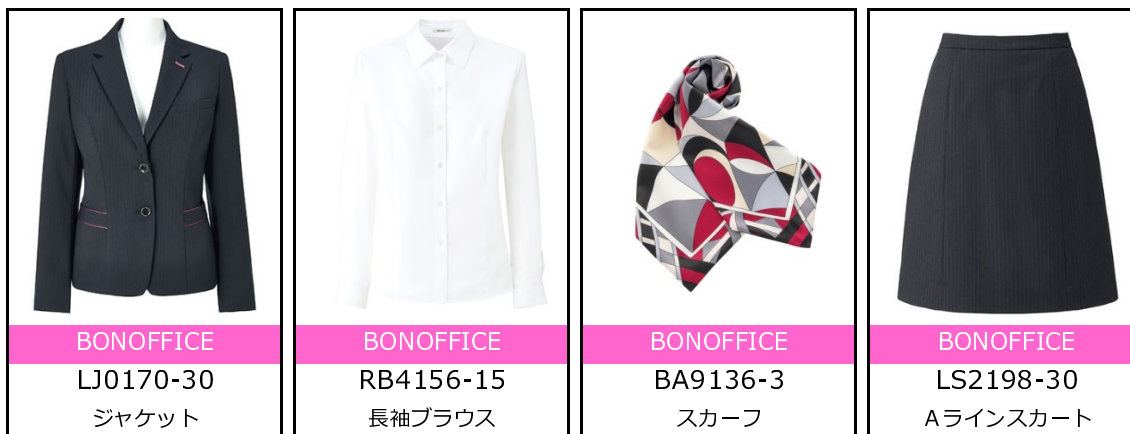 BONOFFICE
LJ0170-30
ジャケット
BONOFFICE
RB4156-15
長袖ブラウス
BONOFFICE
BA9136-3
スカーフ
BONOFFICE
LS2198-30
Aラインスカート